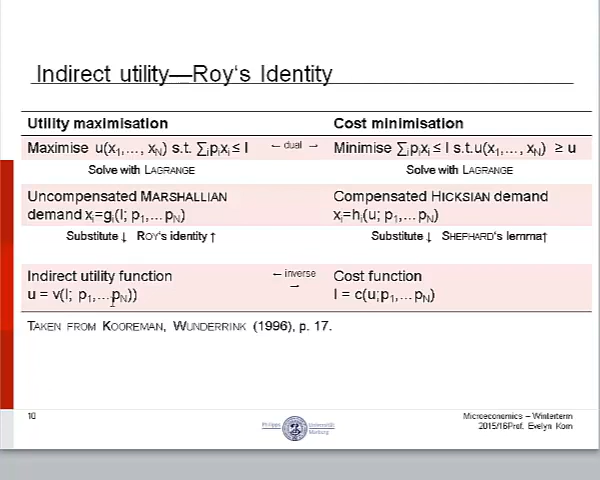 Indirect utility—Roy's Identity
Utility maximisation Cost minimisation
Maximise u(x1,..., xN) s.t. ∑ipixi ≤ I ← dual → Minimise ∑ipixi ≤ I s.t.u(x1,..., xN) ≥ u
Solve with LAGRANGE Solve with LAGRANGE
Uncompensated MARSHALLIAN Compensated HICKSIAN demand
demand xi=gi(I; p1,...pN) xi=hi(u; p1,...pN)
Substitute ↓ ROY's identity ↑ Substitute ↓ SHEPHARD's lemma↑
Indirect utility function ← inverse → Cost function
u = v(I; p1,...pN)) I = c(u;p1,...pN)
TAKEN FROM KOOREMAN, WUNDERRINK (1996), p. 17.
10
Philipps Universität
Marburg
Microeconomics – Winterterm
2015/16Prof. Evelyn Korn